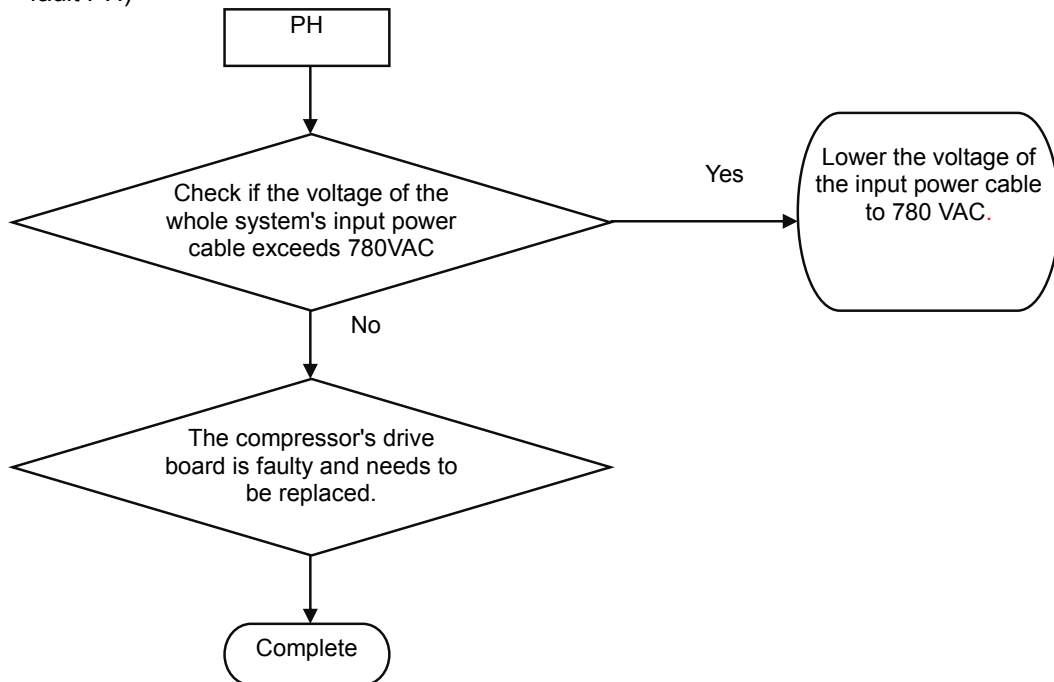 fault PH)
PH
Check if the voltage of the
whole system's input power
cable exceeds 780VAC
Yes
Lower the voltage of
the input power cable
to 780 VAC.
No
The compressor's drive
board is faulty and needs to
be replaced.
Complete